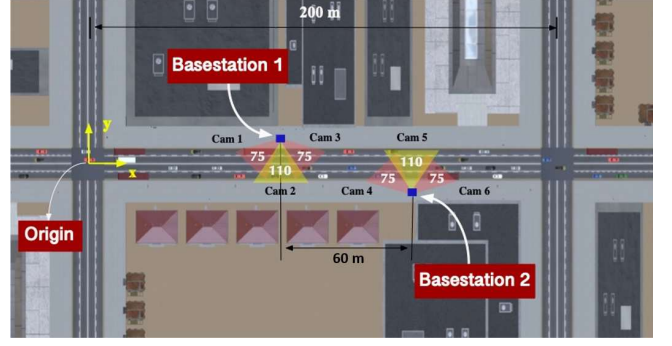 200 m
Basestation 1
y
Cam 1
Cam 3
Cam 5
75
75
110
110
x
75
75
Cam 2
Cam 4
Cam 6
Origin
60 m
Basestation 2